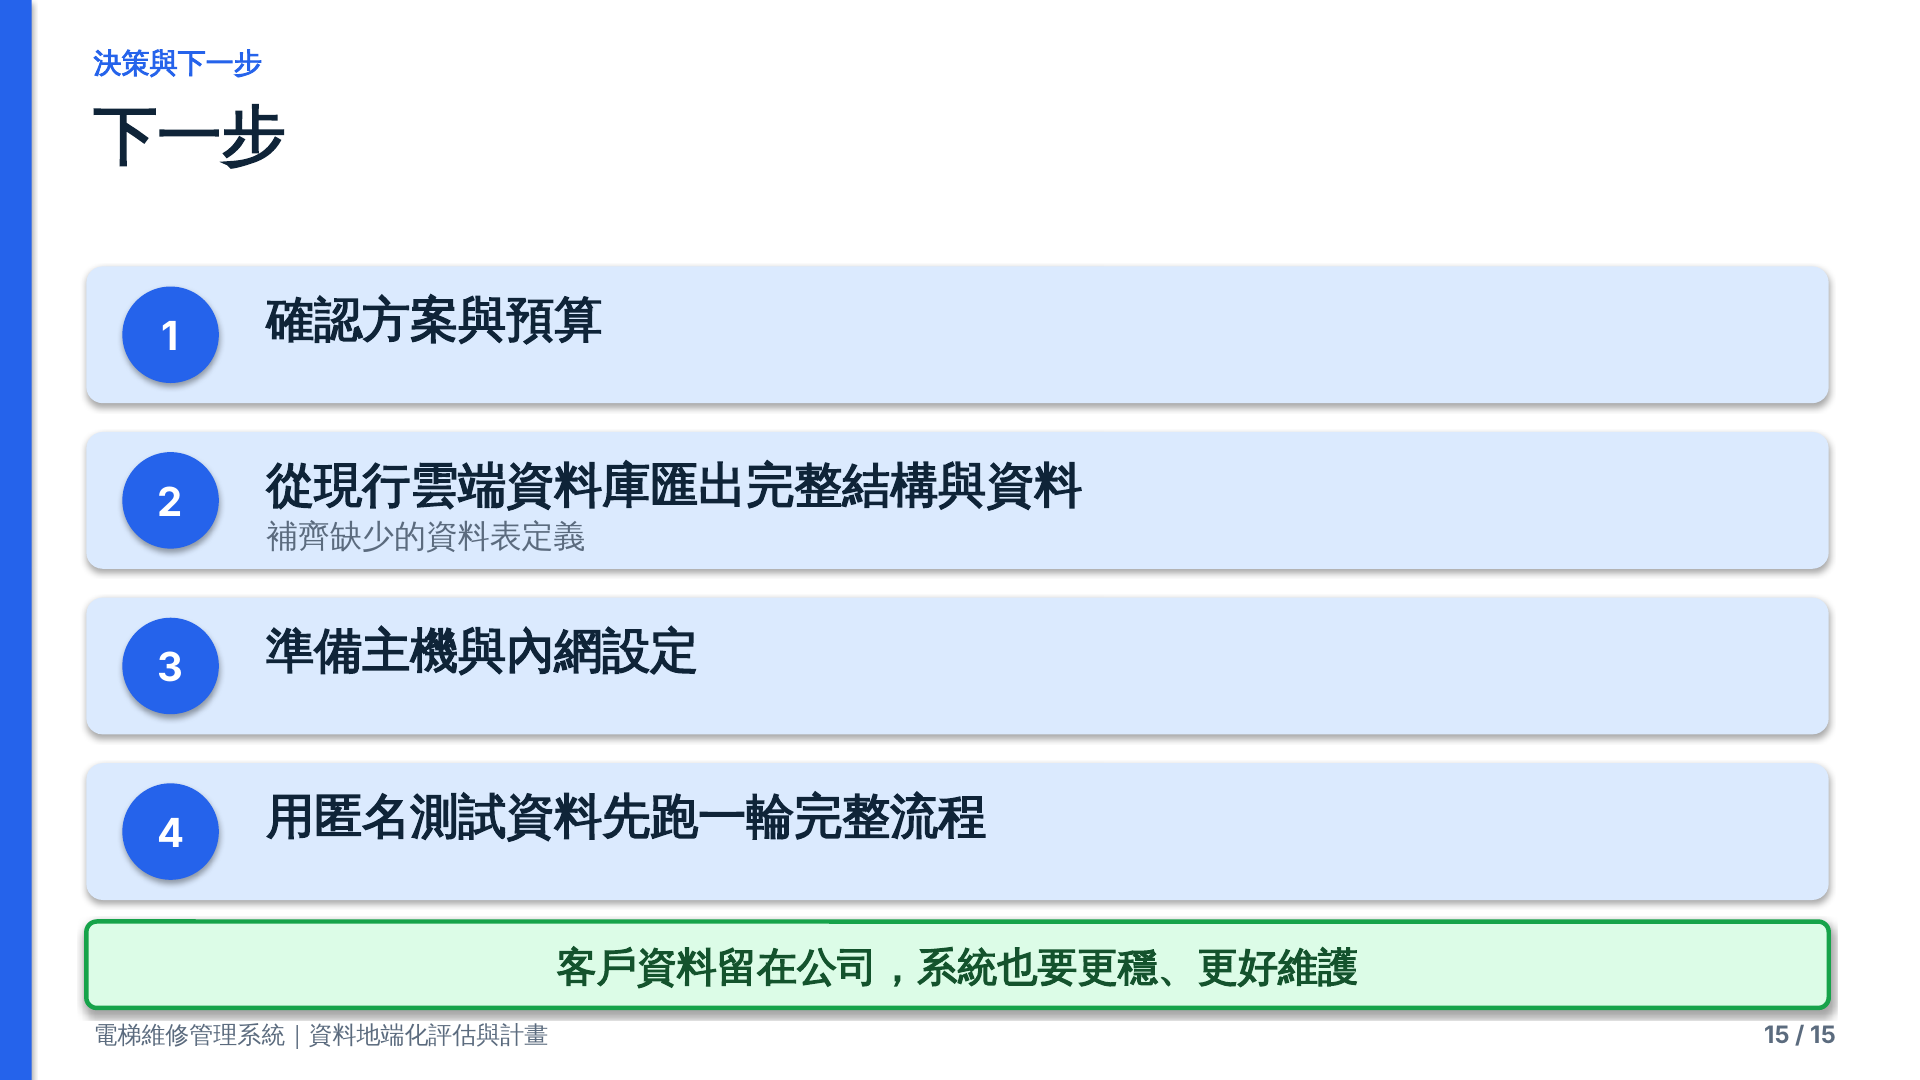 決策與下一步
下一步
1
確認方案與預算
2
從現行雲端資料庫匯出完整結構與資料
補齊缺少的資料表定義
3
準備主機與內網設定
4
用匿名測試資料先跑一輪完整流程
客戶資料留在公司，系統也要更穩、更好維護
電梯維修管理系統｜資料地端化評估與計畫
15 / 15